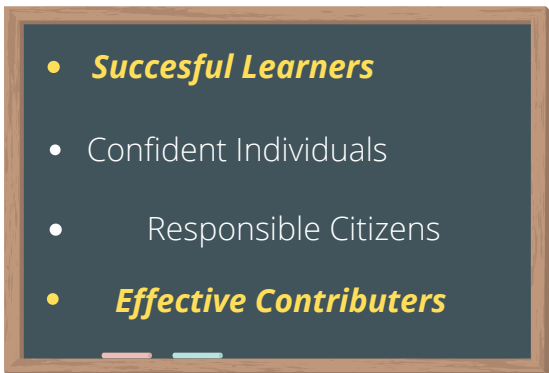 • Succesful Learners
• Confident Individuals
• Responsible Citizens
• Effective Contributers